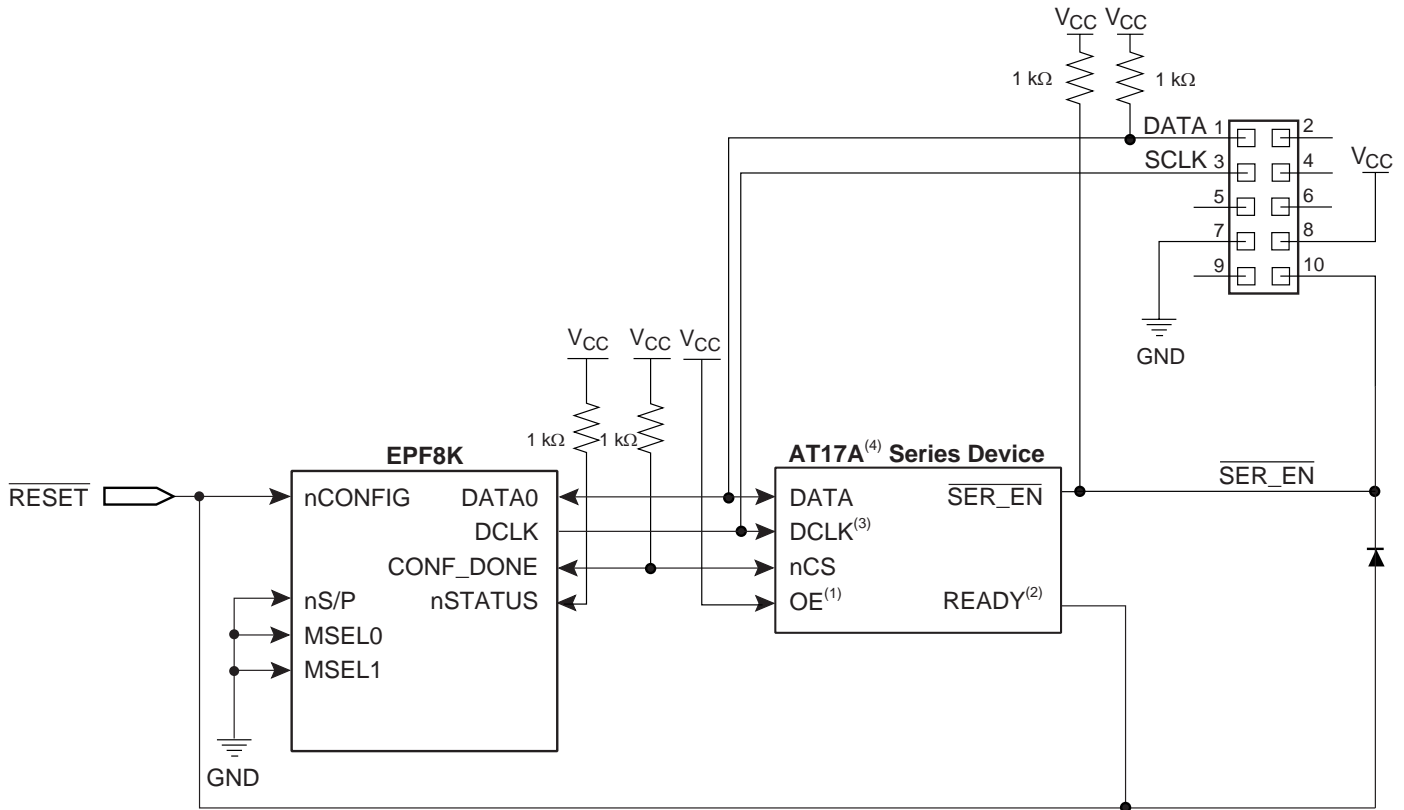 VCC VCC
1 kΩ 1 kΩ
DATA 1 2
SCLK 3 4 VCC
5 6
7 8
9 10
GND
VCC VCC VCC
1 kΩ 1 kΩ
EPF8K
AT17A(4) Series Device
RESET
nCONFIG DATA0
DCLK
CONF_DONE
nS/P nSTATUS
MSEL0
MSEL1
DATA SER_EN
DCLK(3)
nCS
OE(1) READY(2)
SER_EN
GND